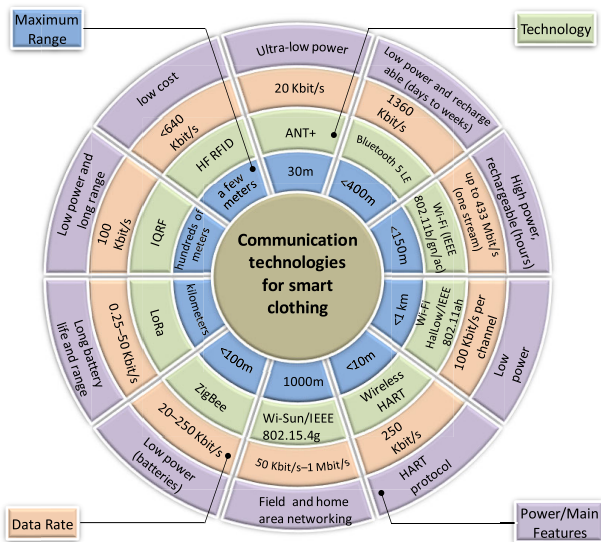 Maximum
Range
Technology
Communication
technologies
for smart
clothing
Ultra-low power
20 Kbit/s
ANT+
30m
Low power and recharge
able (days to weeks)
1360
Kbit/s
Bluetooth 5 LE
<400m
High power,
rechargeable (hours)
up to 433 Mbit/s
(one stream)
Wi-Fi (IEEE
802.11b/gn/ac)
<150m
Low
power
100 Kbit/s per
channel
Wi-Fi
HalLow/IEEE
802.11ah
<1 km
HART
protocol
250
Kbit/s
Wireless
HART
<10m
Field and home
area networking
50 Kbit/s–1 Mbit/s
Wi-Sun/IEEE
802.15.4g
1000m
Low power
(batteries)
20–250 Kbit/s
ZigBee
<100m
Long battery
life and range
0.25–50 Kbit/s
LoRa
kilometers
Low power and
long range
100
Kbit/s
IQRF
hundreds of
meters
low cost
<640
Kbit/s
HF RFID
a few
meters
Data Rate
Power/Main
Features